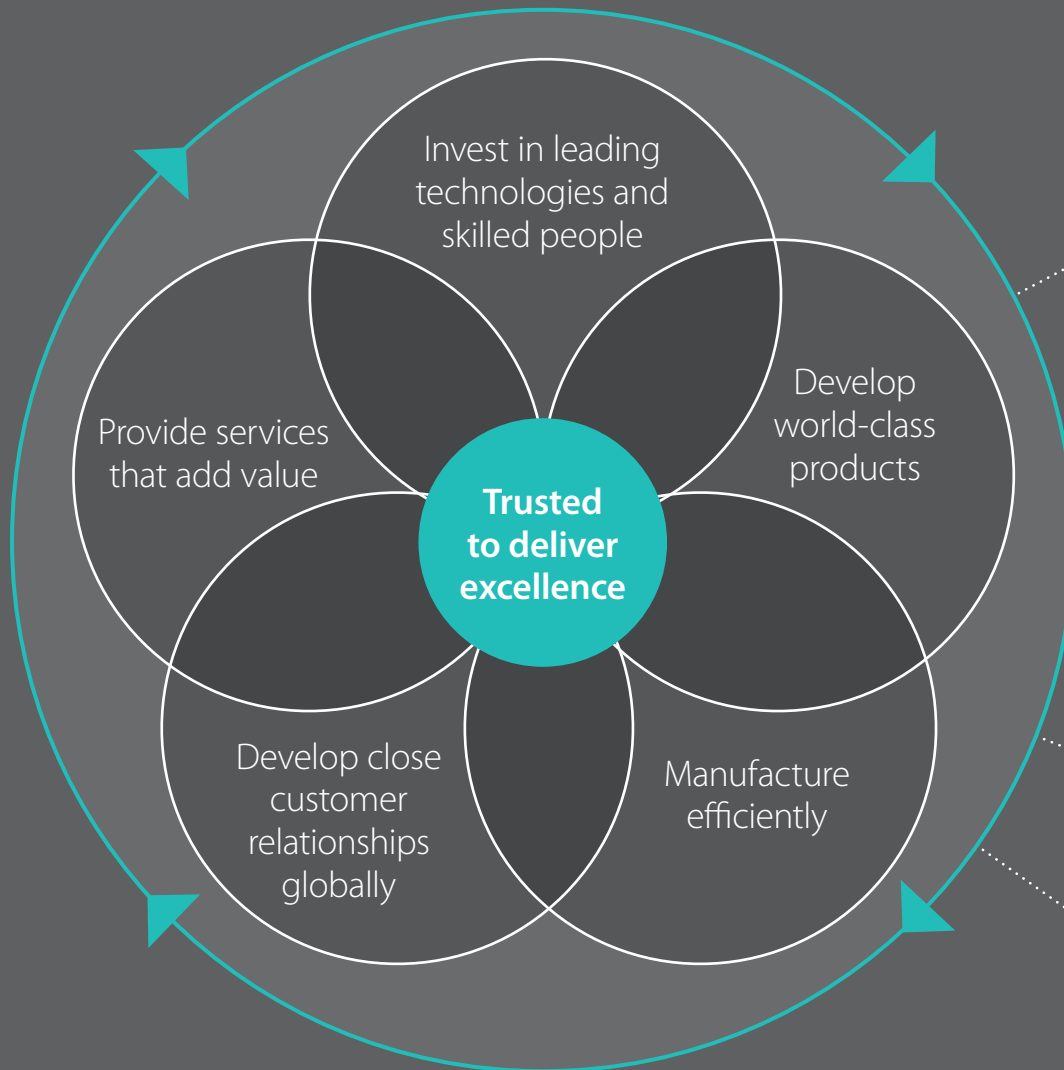 Invest in leading
technologies and
skilled people
Develop
world-class
products
Provide services
that add value
Trusted
to deliver
excellence
Develop close
customer
relationships
globally
Manufacture
efficiently